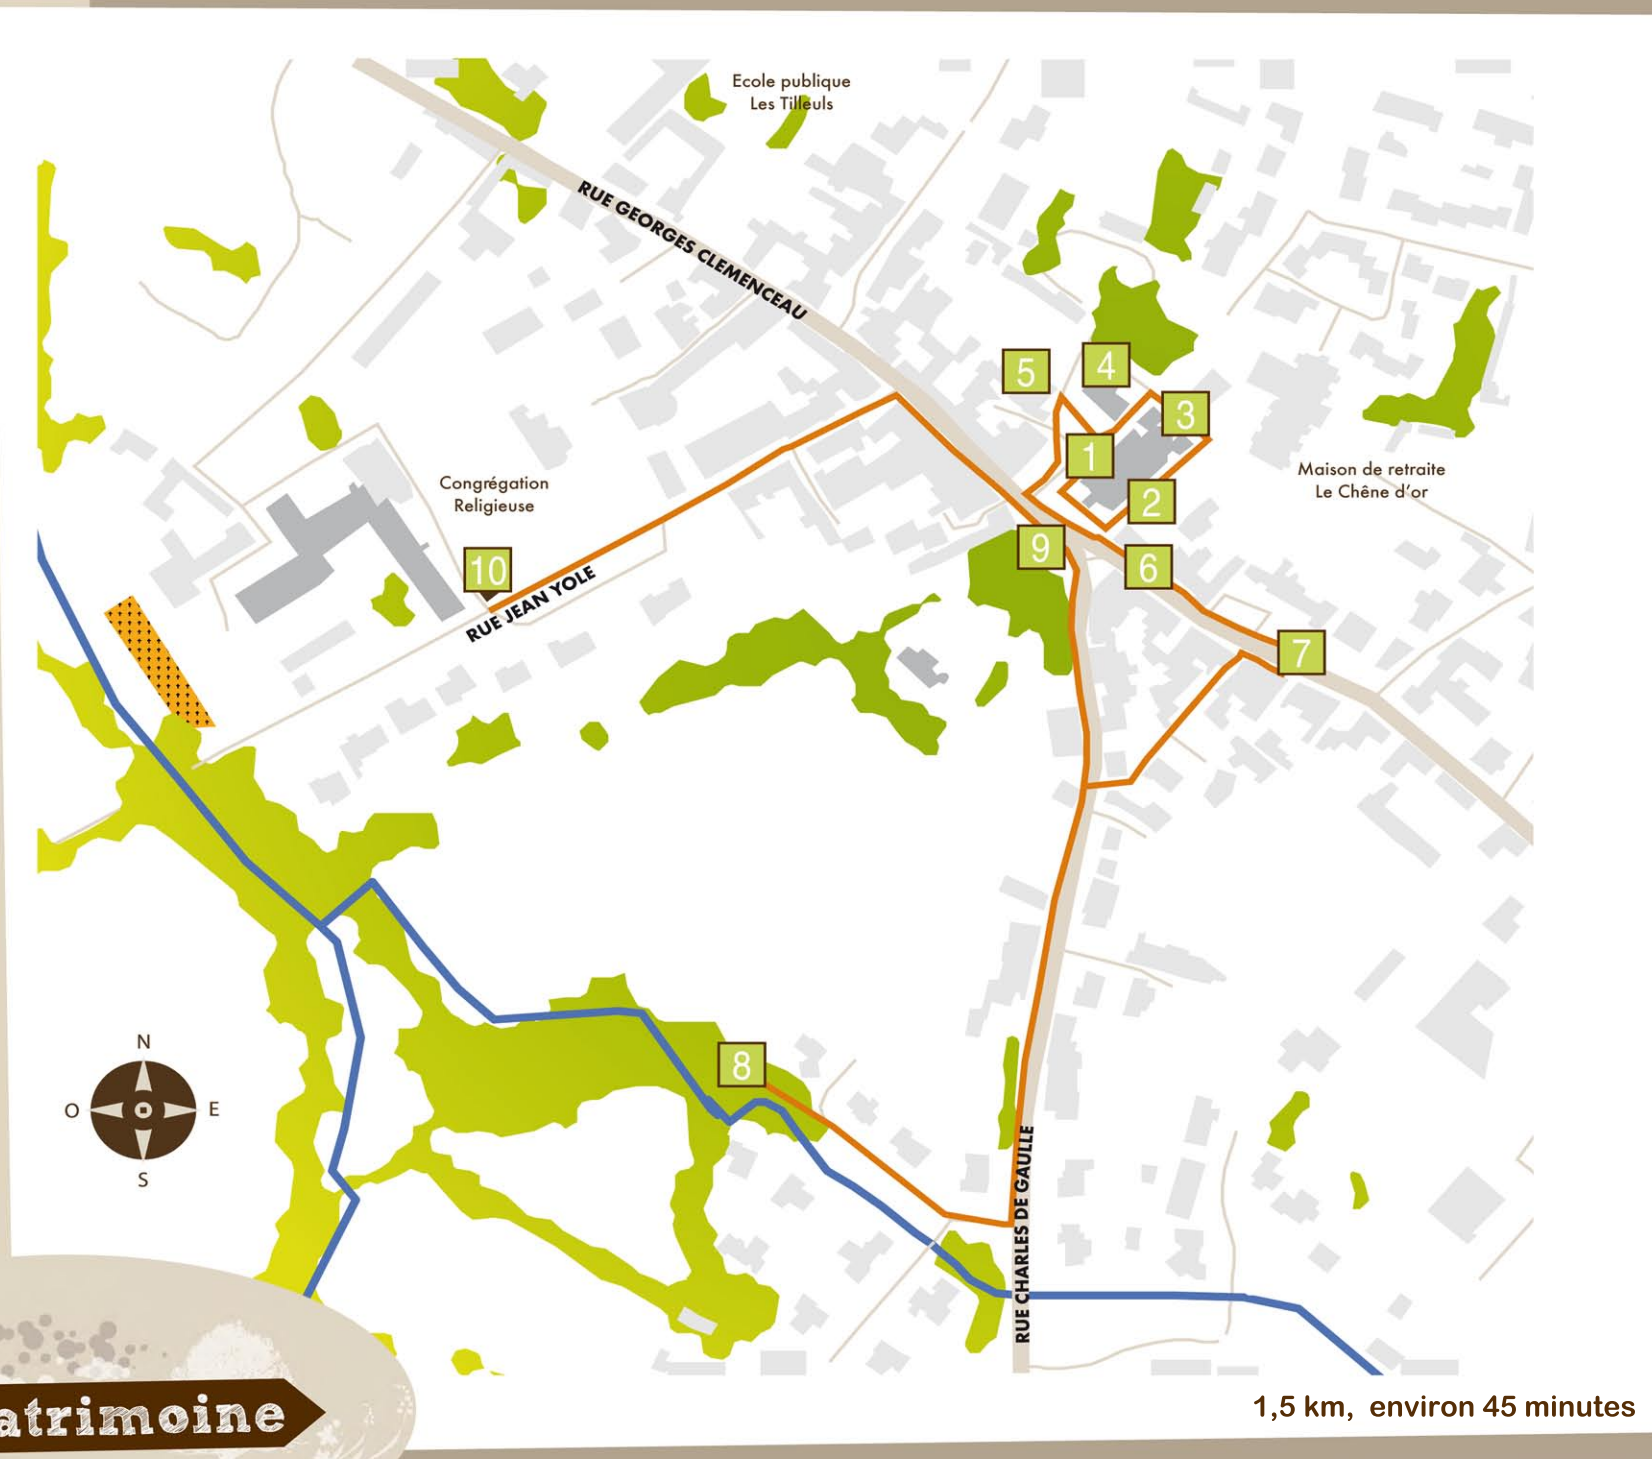 Ecole publique
Les Tilleuls
RUE GEORGES CLEMENCEAU
5
4
3
1
2
Maison de retraite
Le Chêne d'or
Congrégation
Religieuse
10
9
6
RUE JEAN YOLE
7
8
N
O
E
S
RUE CHARLES DE GAULLE
atrimoine
1,5 km, environ 45 minutes